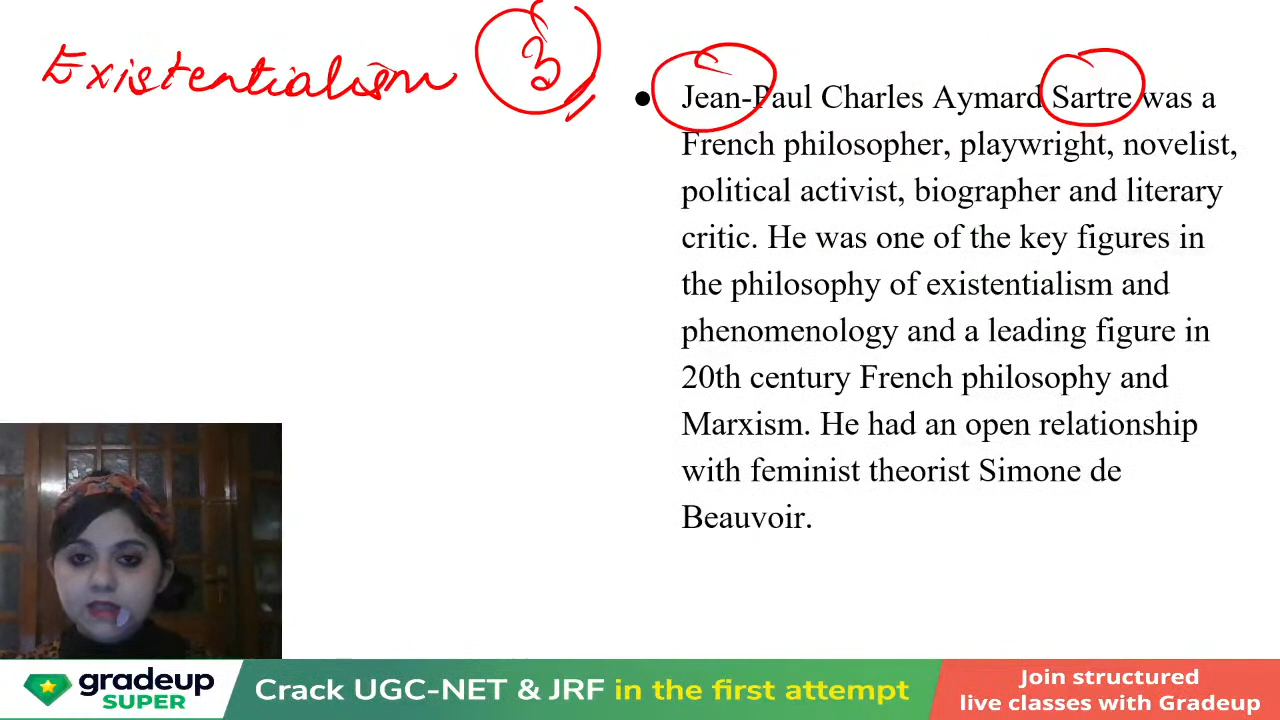 Existentialism 3
● Jean-Paul Charles Aymard Sartre was a
French philosopher, playwright, novelist,
political activist, biographer and literary
critic. He was one of the key figures in
the philosophy of existentialism and
phenomenology and a leading figure in
20th century French philosophy and
Marxism. He had an open relationship
with feminist theorist Simone de
Beauvoir.
gradeup
SUPER
Crack UGC-NET & JRF in the first attempt
Join structured
live classes with Gradeup